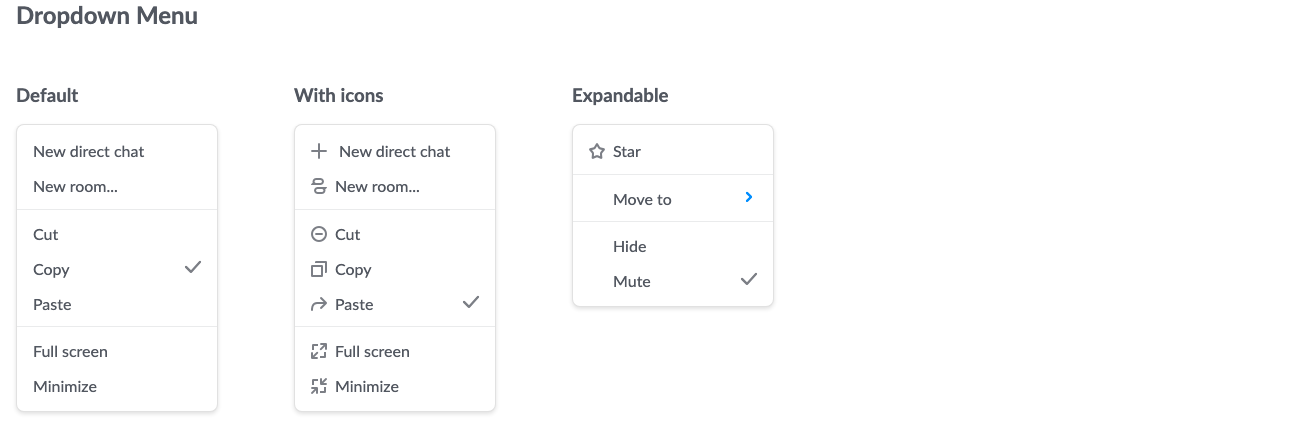 Dropdown Menu
Default
New direct chat
New room...
Cut
Copy
Paste
Full screen
Minimize
With icons
New direct chat
New room...
Cut
Copy
Paste
Full screen
Minimize
Expandable
Star
Move to
Hide
Mute